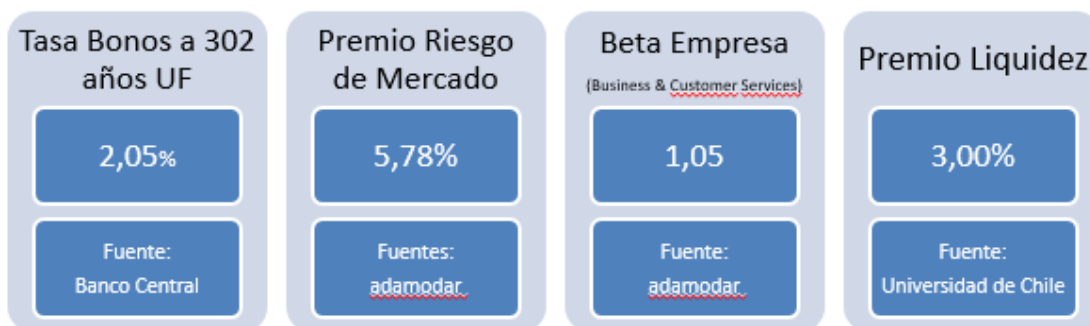 Tasa Bonos a 302
años UF
2,05%
Fuente:
Banco Central
Premio Riesgo
de Mercado
5,78%
Fuentes:
adamodar
Beta Empresa
(Business & Customer Services)
1,05
Fuente:
adamodar
Premio Liquidez
3,00%
Fuente:
Universidad de Chile